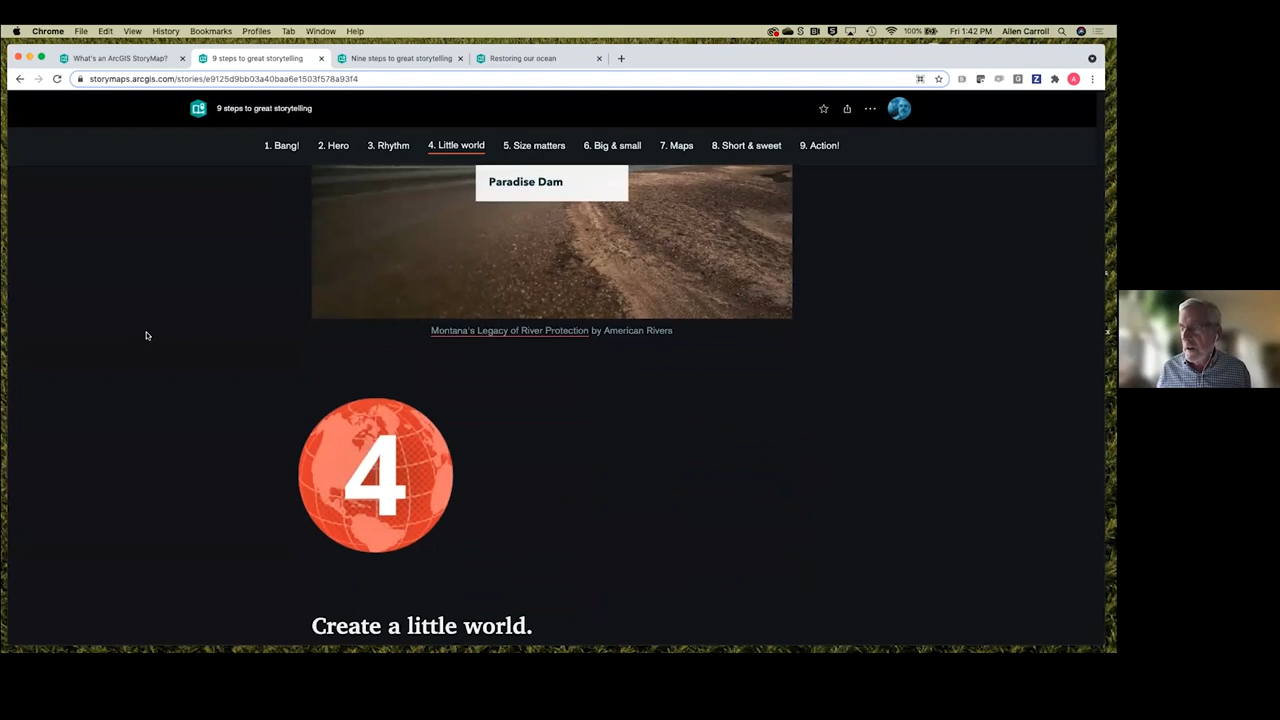 Chrome File Edit View History Bookmarks Profiles Tab Window Help 100% Fri 1:42 PM Allen Carroll
What's an ArcGIS StoryMap? 9 steps to great storytelling Nine steps to great storytelling Restoring our ocean
storymaps.arcgis.com/stories/e9125d9bb03a40baa6e1503f578a93f4
9 steps to great storytelling
1. Bang! 2. Hero 3. Rhythm 4. Little world 5. Size matters 6. Big & small 7. Maps 8. Short & sweet 9. Action!
Paradise Dam
Montana's Legacy of River Protection by American Rivers
4
Create a little world.